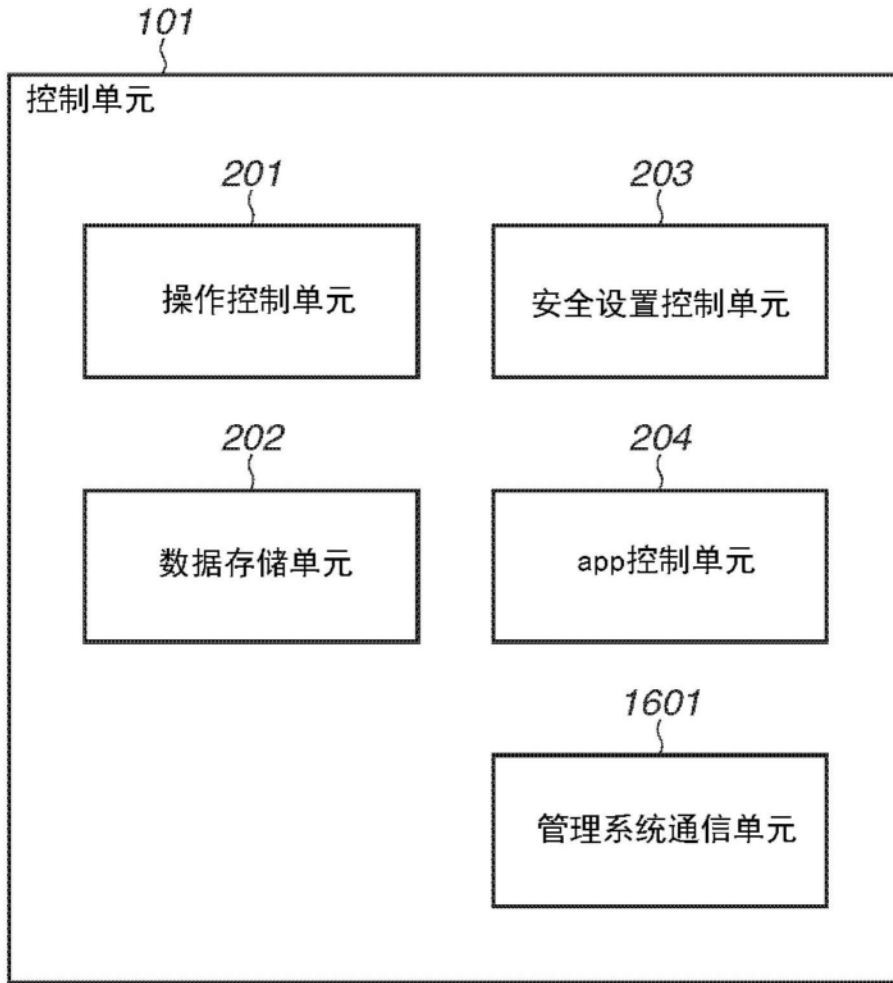 101
控制单元
201
203
操作控制单元
安全设置控制单元
202
204
数据存储单元
app控制单元
1601
管理系统通信单元